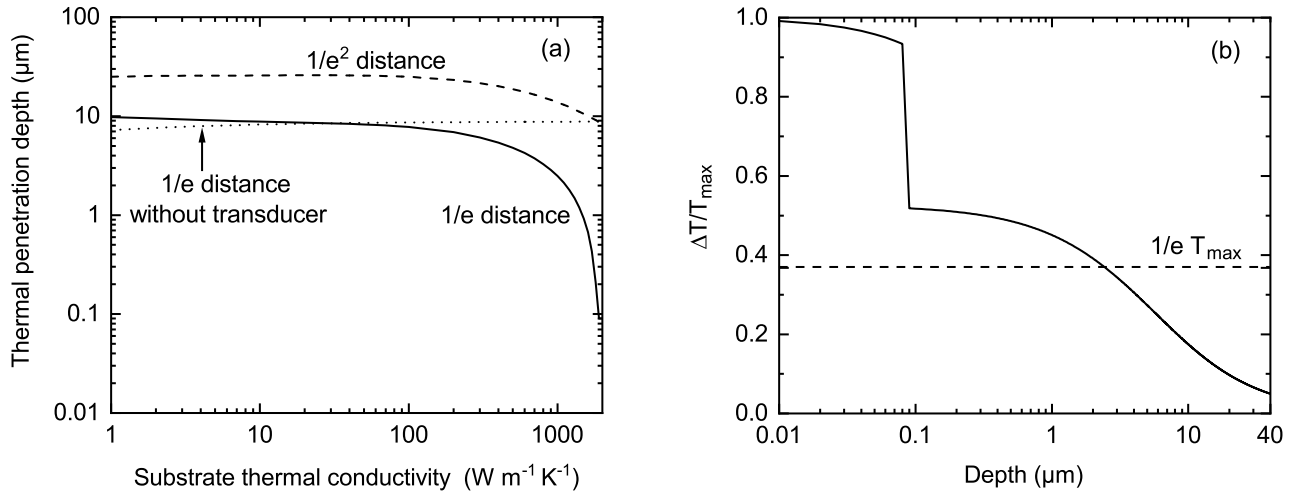 Thermal penetration depth (μm)
100
10
1
0.1
0.01
(a)
1/e² distance
1/e distance
without transducer
1/e distance
1
10
100
1000
Substrate thermal conductivity (W m⁻¹ K⁻¹)
ΔT/Tmax
1.0
0.8
0.6
0.4
0.2
0.0
(b)
1/e Tmax
0.01
0.1
1
10
40
Depth (μm)